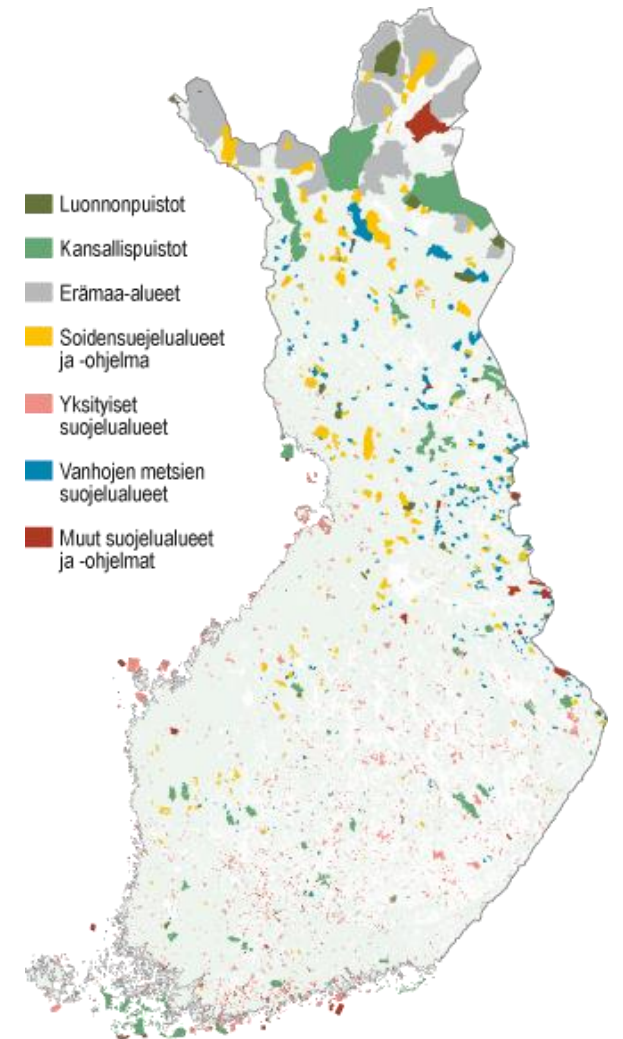 Luonnonpuistot
Kansallispuistot
Erämaa-alueet
Soidensuejelualueet
ja -ohjelma
Yksityiset
suojelualueet
Vanhojen metsien
suojelualueet
Muut suojelualueet
ja -ohjelmat